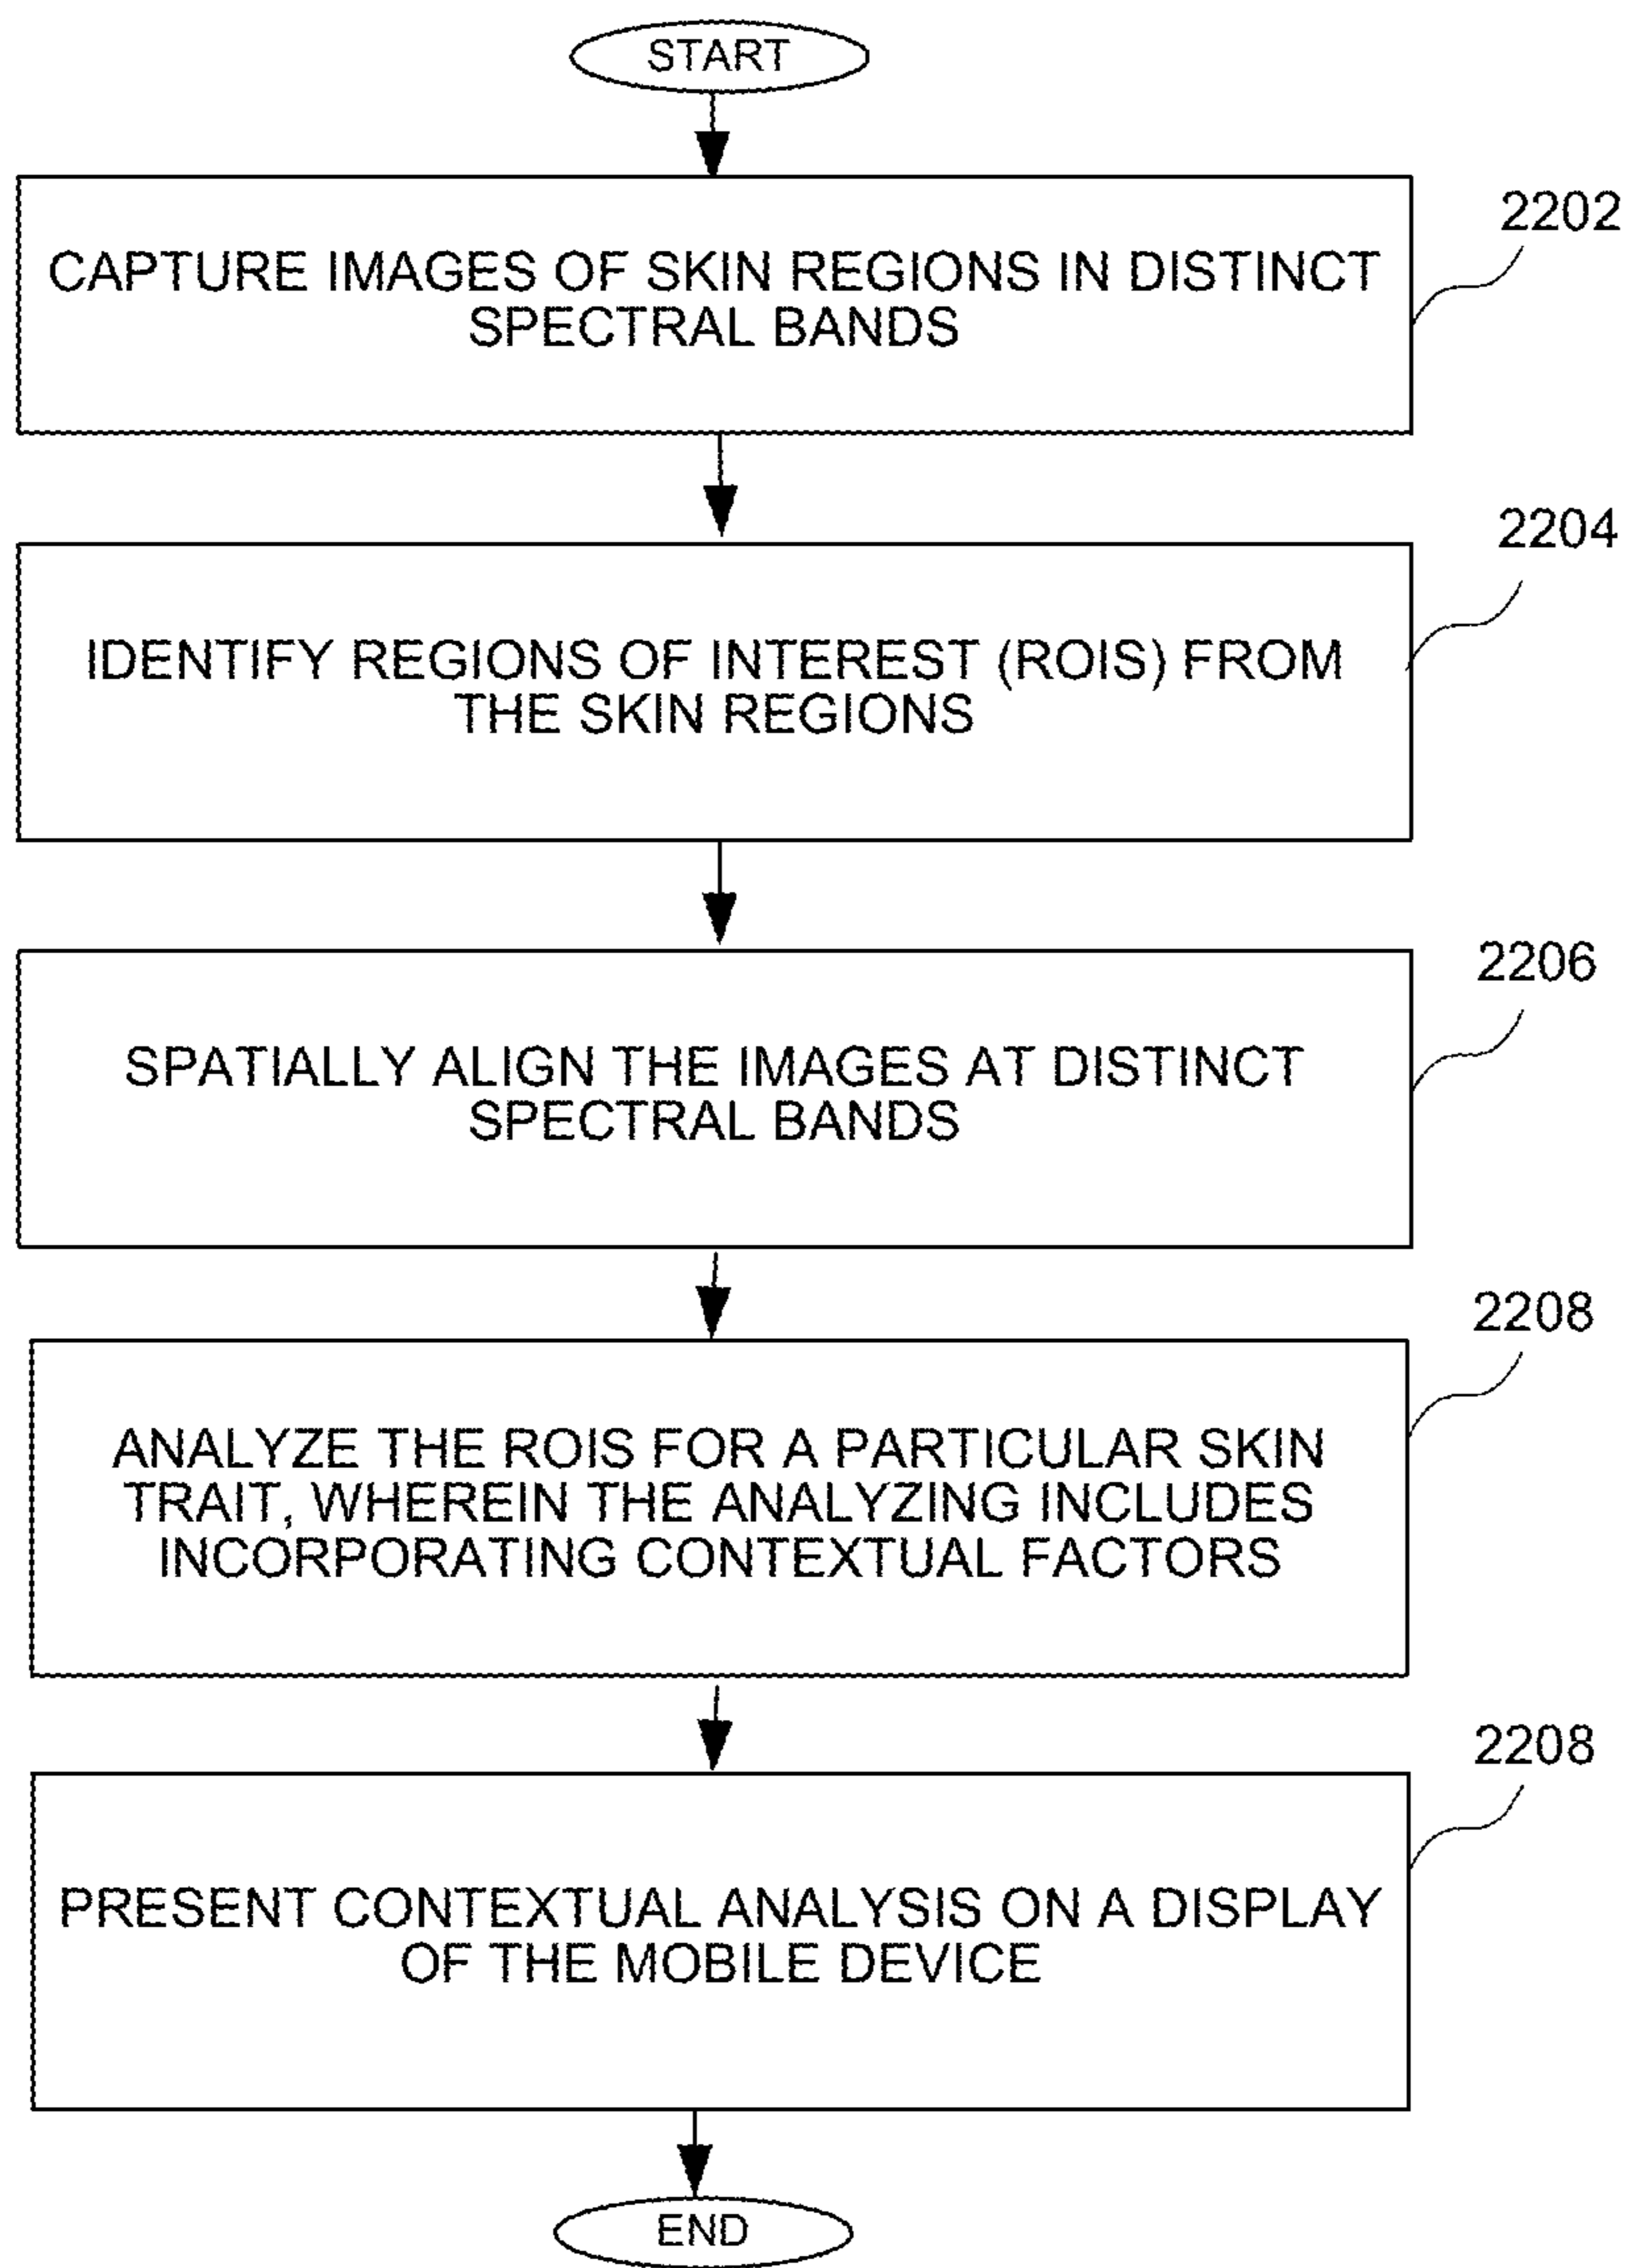 START
2202
CAPTURE IMAGES OF SKIN REGIONS IN DISTINCT
SPECTRAL BANDS
2204
IDENTIFY REGIONS OF INTEREST (ROIS) FROM
THE SKIN REGIONS
2206
SPATIALLY ALIGN THE IMAGES AT DISTINCT
SPECTRAL BANDS
2208
ANALYZE THE ROIS FOR A PARTICULAR SKIN
TRAIT, WHEREIN THE ANALYZING INCLUDES
INCORPORATING CONTEXTUAL FACTORS
2208
PRESENT CONTEXTUAL ANALYSIS ON A DISPLAY
OF THE MOBILE DEVICE
END